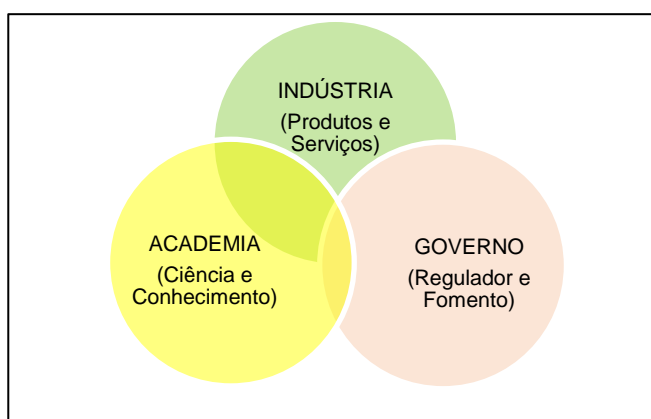 INDÚSTRIA
(Produtos e
Serviços)
ACADEMIA
(Ciência e
Conhecimento)
GOVERNO
(Regulador e
Fomento)